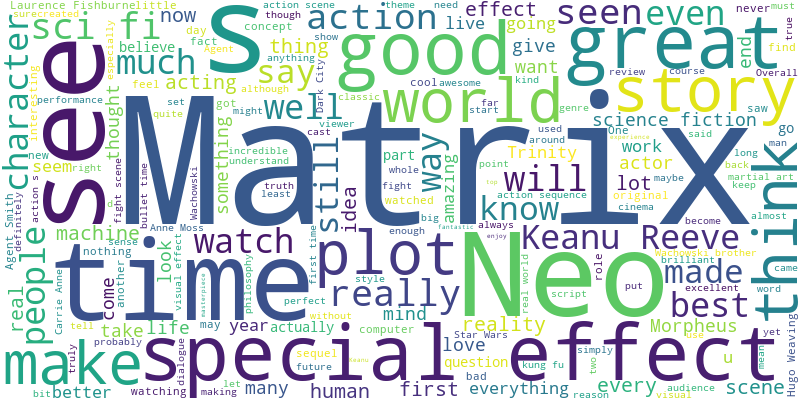 Laurence Fishburne
little
action scene
theme
need
S
surecreated
now
though
action
effect
seen
even
never
must
sci fi
day
fact
Agent
concept
show
live
going
true
believe
thing
anything
good
give
great
end
find
much
say
cool
awesome
want
kind
review
course
Overall
character
see
especially
interesting
feel
acting
although
Dark City
classic
world
genre
story
saw
performance
set
got
well
far
start
science fiction
go
thought
quite
might
viewer
One
said
man
new
something
cast
still
way
part
used
around
work
long
back
think
seem
right
incredible
understand
idea
amazing
point
Trinity
actor
maybe
martial art
keep
Matrix
fight scene
bullet time
Wachowski
truth
least
whole
fight
watched
will
lot
original
experience
top
action s
d
know
action sequence
cinema
become
almost
Agent Smith
definitely
people
machine
Anne Moss
watch
first time
enough
big
always
fantastic
enjoy
Keanu Reeve
wachowski brother
brilliant
came
sense
nothing
look
visual effect
philosophy
plot
Neo
real world
role
made
word
real
time
come
another
masterpiece
style
really
script
put
best
excellent
Carrie Anne
perfect
without
mind
reality
Morpheus
yet
tell
take
life
may
year
actually
computer
Star Wars
simply
use
probably
truly
dialogue
special effect
sequel
future
keanu
love
question
kung fu
two
u
mean
Hugo Weaving
make
bit
better
watching
making
let
many
human
first
bad
everything
reason
every
visual
audience
scene